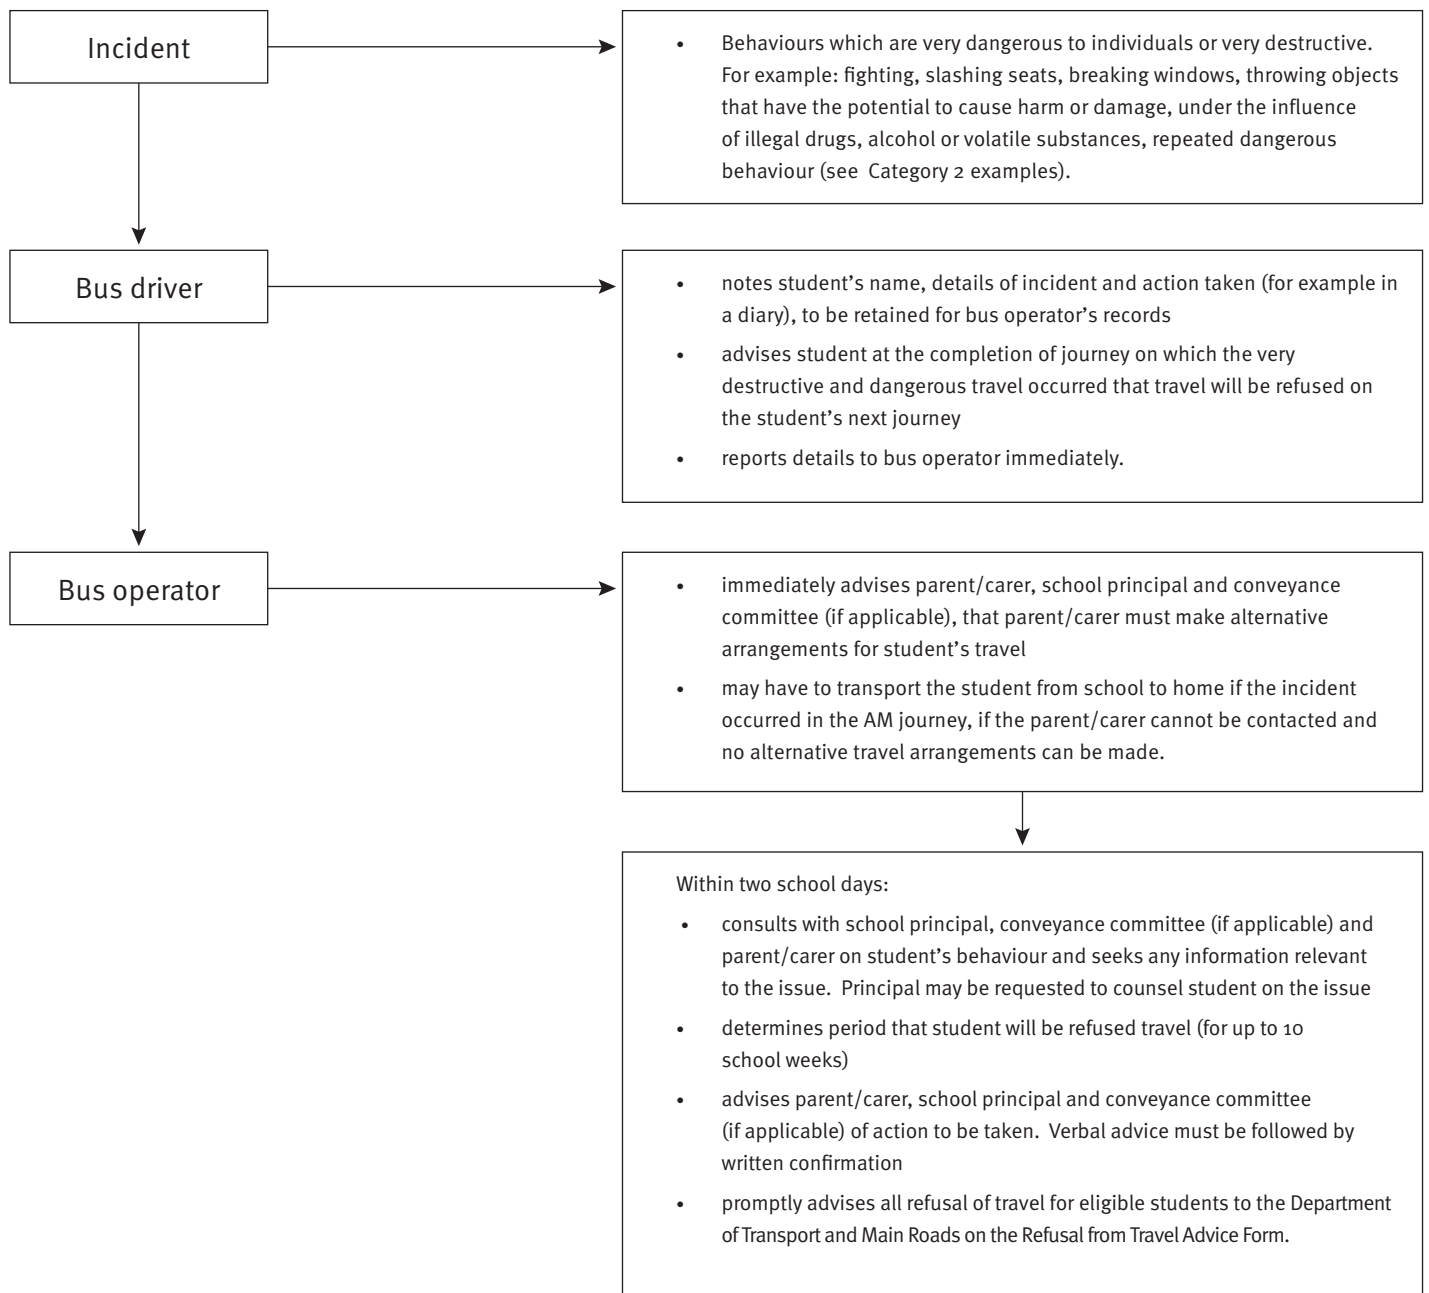 Incident
• Behaviours which are very dangerous to individuals or very destructive.
For example: fighting, slashing seats, breaking windows, throwing objects
that have the potential to cause harm or damage, under the influence
of illegal drugs, alcohol or volatile substances, repeated dangerous
behaviour (see Category 2 examples).
Bus driver
• notes student's name, details of incident and action taken (for example in
a diary), to be retained for bus operator's records
• advises student at the completion of journey on which the very
destructive and dangerous travel occurred that travel will be refused on
the student's next journey
• reports details to bus operator immediately.
Bus operator
• immediately advises parent/carer, school principal and conveyance
committee (if applicable), that parent/carer must make alternative
arrangements for student's travel
• may have to transport the student from school to home if the incident
occurred in the AM journey, if the parent/carer cannot be contacted and
no alternative travel arrangements can be made.
Within two school days:
• consults with school principal, conveyance committee (if applicable) and
parent/carer on student's behaviour and seeks any information relevant
to the issue. Principal may be requested to counsel student on the issue
• determines period that student will be refused travel (for up to 10
school weeks)
• advises parent/carer, school principal and conveyance committee
(if applicable) of action to be taken. Verbal advice must be followed by
written confirmation
• promptly advises all refusal of travel for eligible students to the Department
of Transport and Main Roads on the Refusal from Travel Advice Form.